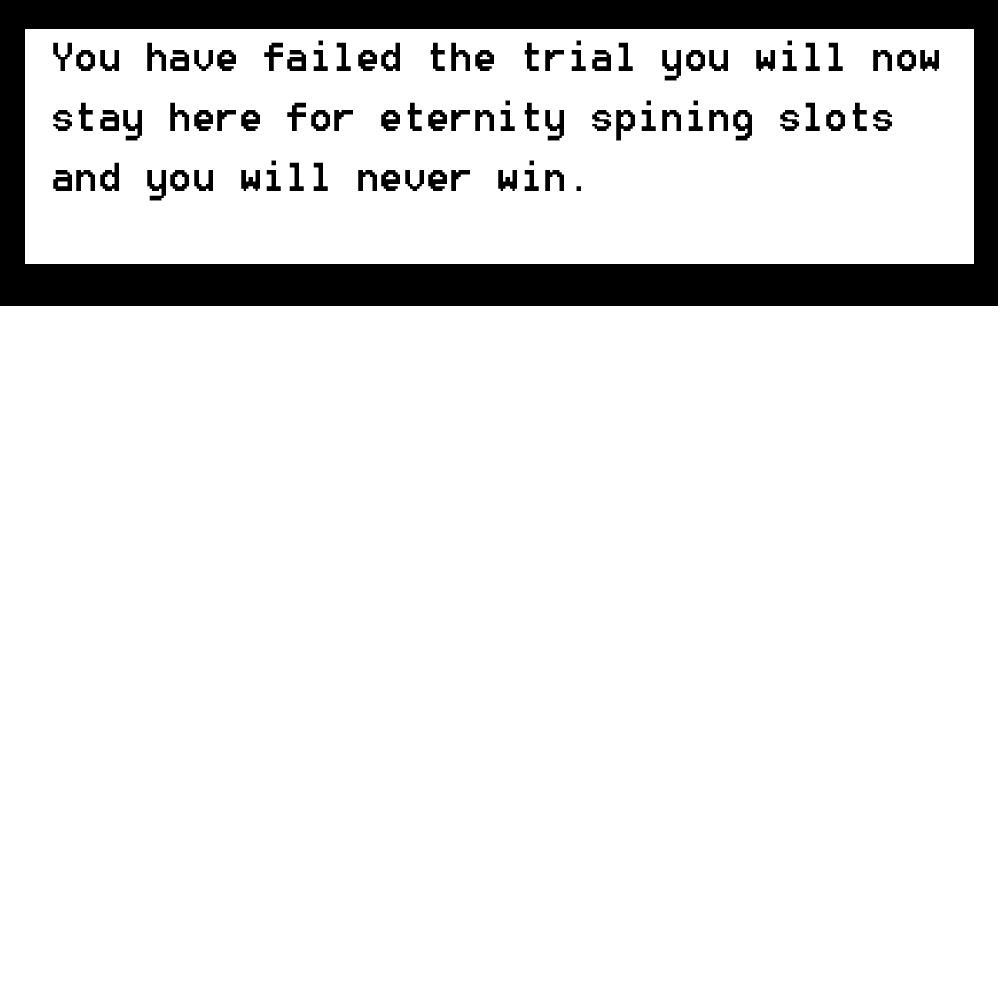 You have failed the trial you will now
stay here for eternity spining slots
and you will never win.